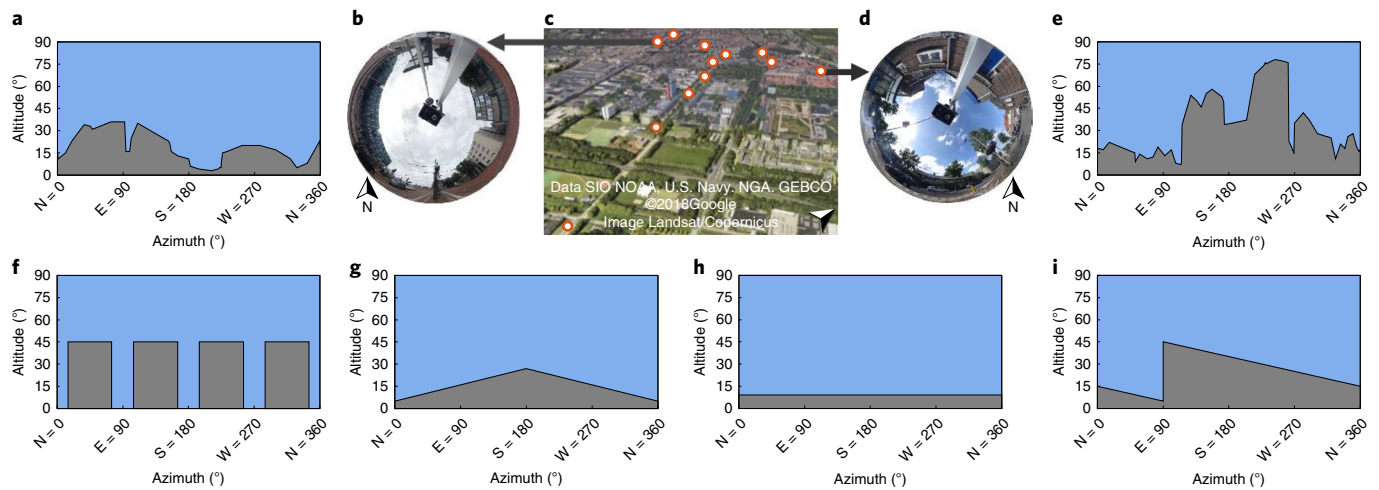 a
90
75
60
45
30
15
0
Altitude (°)
N = 0
E = 90
S = 180
W = 270
N = 360
Azimuth (°)
b
N
c
Data SIO NOAA, U.S. Navy, NGA, GEBCO
©2018Google
Image Landsat/Copernicus
d
N
e
90
75
60
45
30
15
0
Altitude (°)
N = 0
E = 90
S = 180
W = 270
N = 360
Azimuth (°)
f
90
75
60
45
30
15
0
Altitude (°)
N = 0
E = 90
S = 180
W = 270
N = 360
Azimuth (°)
g
90
75
60
45
30
15
0
Altitude (°)
N = 0
E = 90
S = 180
W = 270
N = 360
Azimuth (°)
h
90
75
60
45
30
15
0
Altitude (°)
N = 0
E = 90
S = 180
W = 270
N = 360
Azimuth (°)
i
90
75
60
45
30
15
0
Altitude (°)
N = 0
E = 90
S = 180
W = 270
N = 360
Azimuth (°)